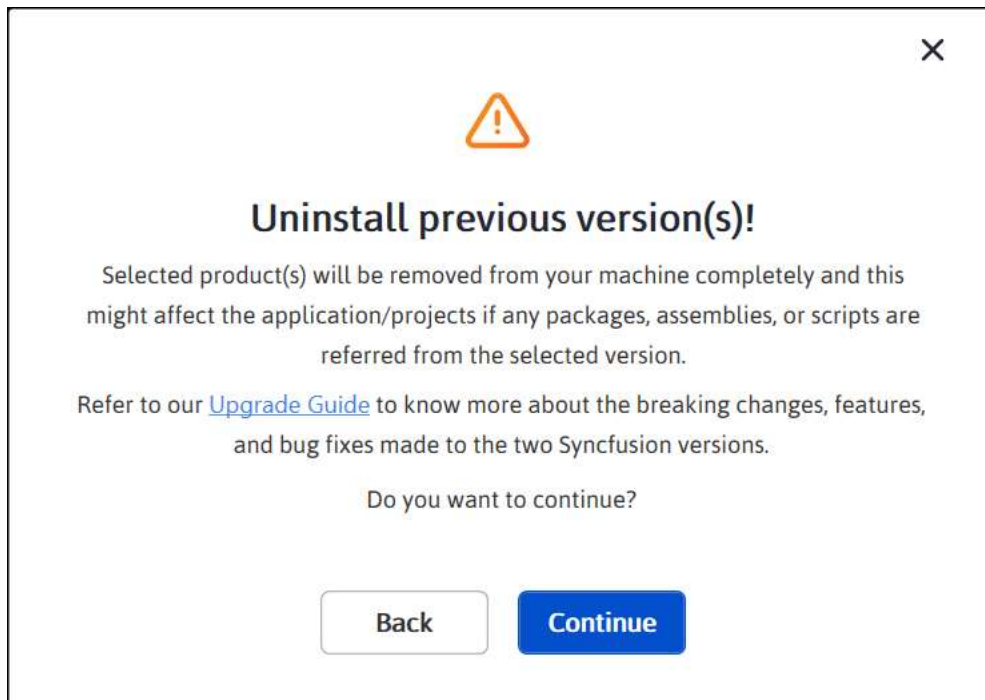 Uninstall previous version(s)!
Selected product(s) will be removed from your machine completely and this
might affect the application/projects if any packages, assemblies, or scripts are
referred from the selected version.
Refer to our Upgrade Guide to know more about the breaking changes, features,
and bug fixes made to the two Syncfusion versions.
Do you want to continue?
Back
Continue